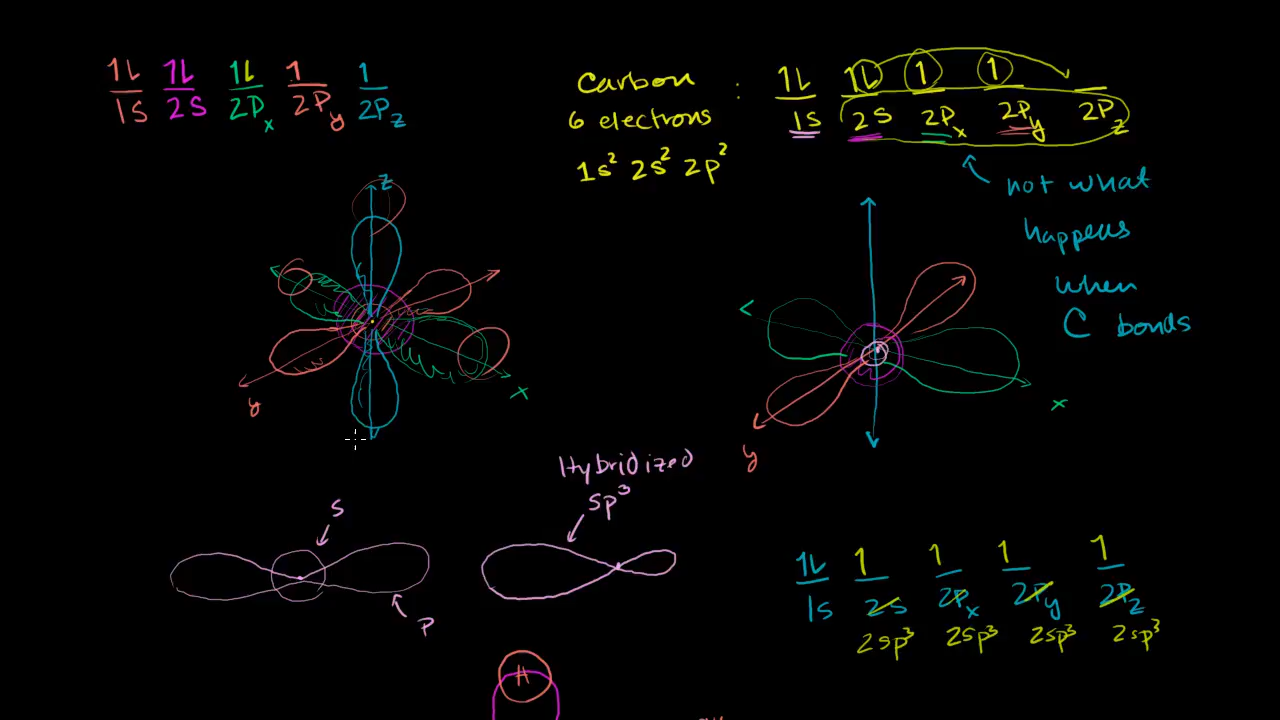 1L 1L 1L 1 1
1S 2S 2Px 2Py 2Pz
Carbon : 1L 1L 1 1
6 electrons 1S 2S 2Px 2Py 2Pz
1s² 2s² 2p²
not what
happens
when
C bonds
z
x
y
x
y
Hybridized
sp³
S
P
1L 1 1 1 1
1s 2S 2Px 2Py 2Pz
2sp³ 2sp³ 2sp³ 2sp³
H